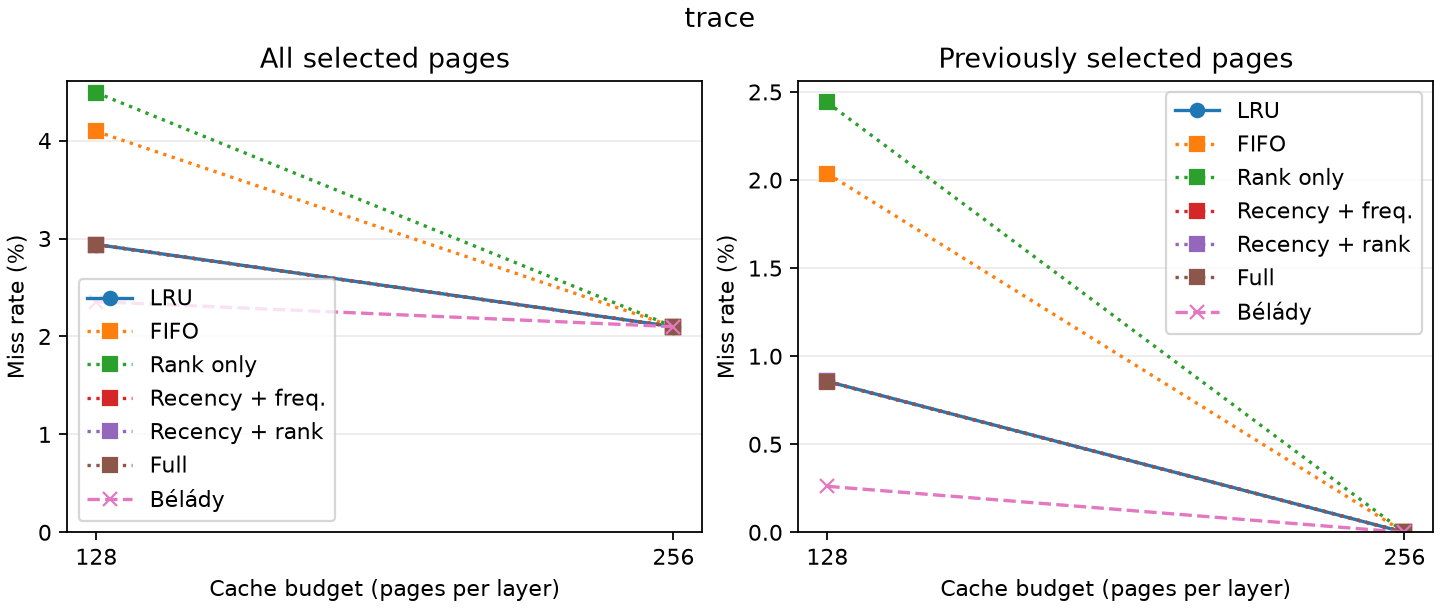 trace
All selected pages
Miss rate (%)
4
3
2
1
0
128
256
Cache budget (pages per layer)
LRU
FIFO
Rank only
Recency + freq.
Recency + rank
Full
Bélády
Previously selected pages
Miss rate (%)
2.5
2.0
1.5
1.0
0.5
0.0
128
256
Cache budget (pages per layer)
LRU
FIFO
Rank only
Recency + freq.
Recency + rank
Full
Bélády